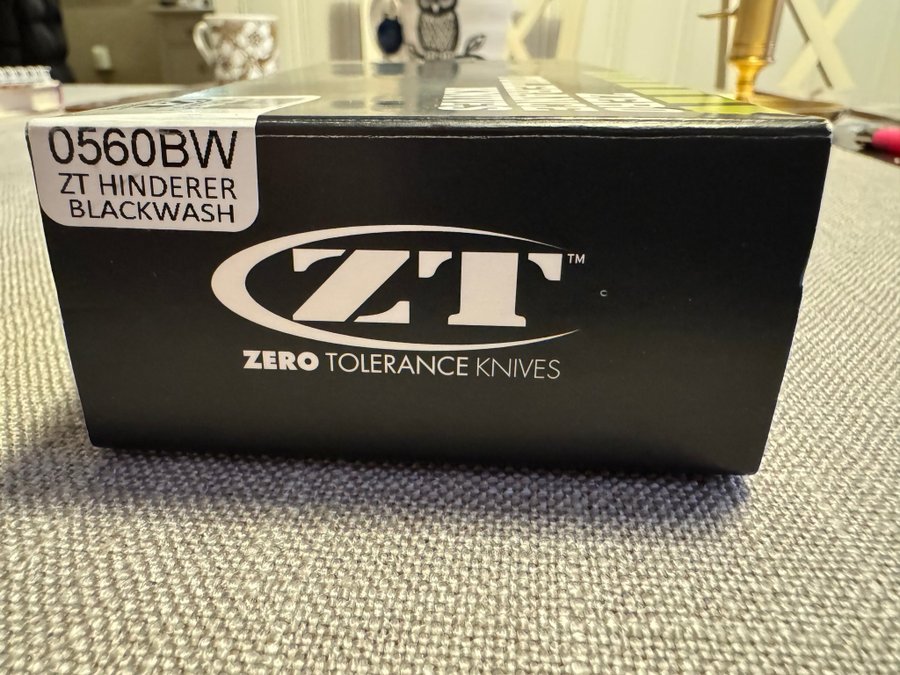 0560BW
ZT HINDERER
BLACKWASH
ZT™
ZERO TOLERANCE KNIVES